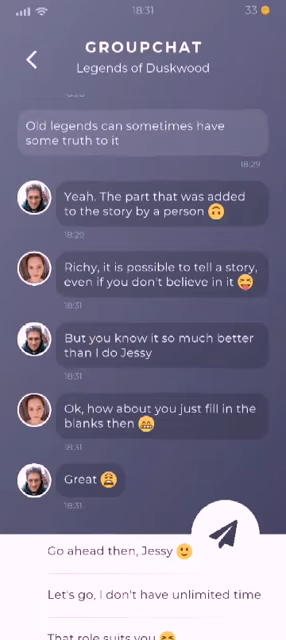 18:31
33
GROUPCHAT
Legends of Duskwood
Old legends can sometimes have
some truth to it
18:29
Yeah. The part that was added
to the story by a person 🙃
18:29
Richy, it is possible to tell a story,
even if you don't believe in it 😝
18:31
But you know it so much better
than I do Jessy
18:31
Ok, how about you just fill in the
blanks then 😁
18:31
Great 😫
18:31
Go ahead then, Jessy 🙂
Let's go, I don't have unlimited time
That role suits you 😝